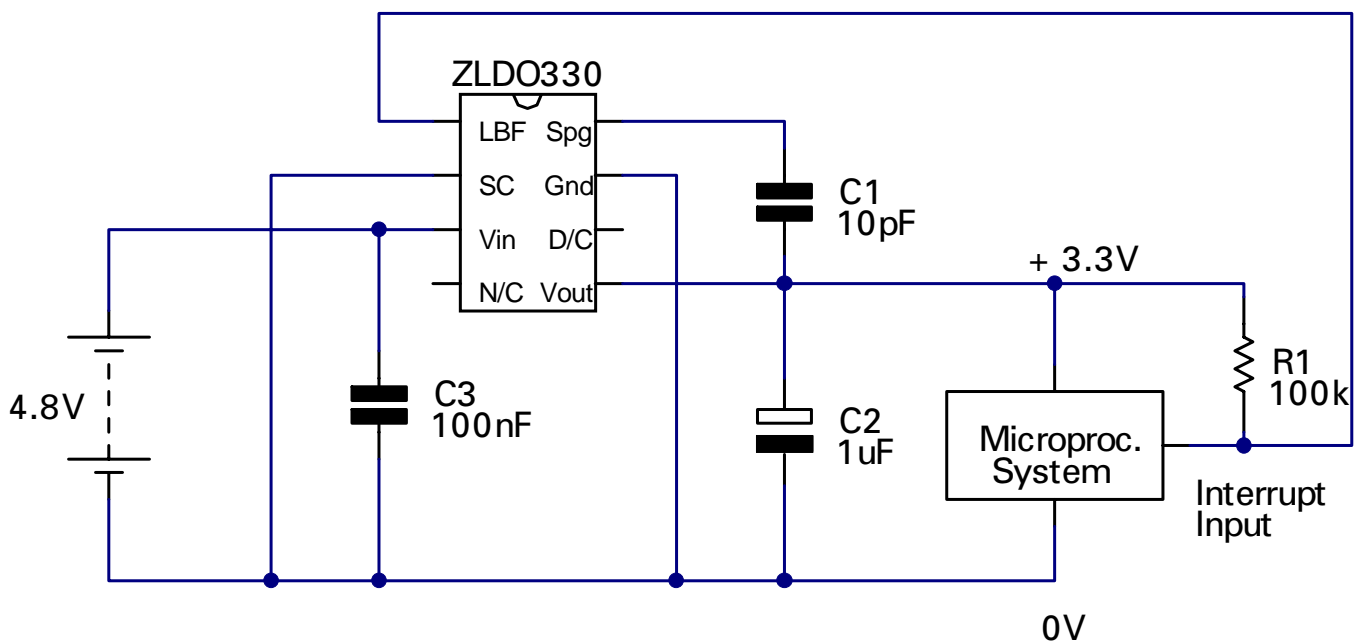 ZLDO330
LBF Spg
SC Gnd
Vin D/C
N/C Vout
C1
10pF
+ 3.3V
4.8V
C3
100nF
C2
1uF
Microproc.
System
R1
100k
Interrupt
Input
0V